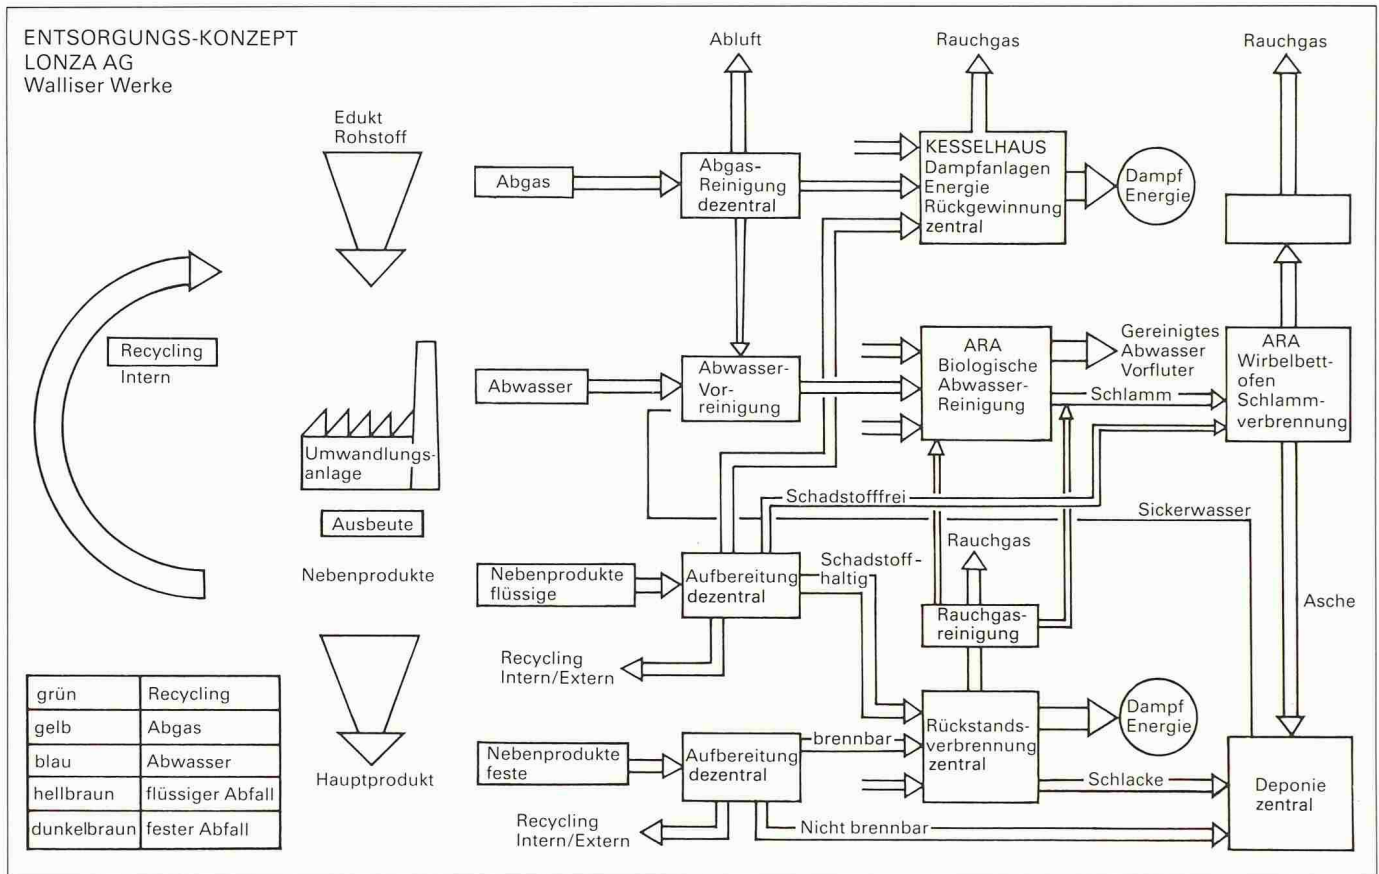 ENTSORGUNGS-KONZEPT
LONZA AG
Walliser Werke
Edukt
Rohstoff
Recycling
Intern
Umwandlungs-
anlage
Ausbeute
Nebenprodukte
Hauptprodukt
grün Recycling
gelb Abgas
blau Abwasser
hellbraun flüssiger Abfall
dunkelbraun fester Abfall
Abluft
Rauchgas
Rauchgas
Abgas
Abgas-
Reinigung
dezentral
KESSELHAUS
Dampfanlagen
Energie
Rückgewinnung
zentral
Dampf
Energie
Abwasser
Abwasser-
Vor-
reinigung
ARA
Biologische
Abwasser-
Reinigung
Gereinigtes
Abwasser
Vorfluter
Schlamm
ARA
Wirbelbett-
ofen
Schlamm-
verbrennung
Schadstofffrei
Sickerwasser
Nebenprodukte
flüssige
Aufbereitung
dezentral
Schadstoff-
haltig
Rauchgas
Rauchgas-
reinigung
Asche
Recycling
Intern/Extern
Nebenprodukte
feste
Aufbereitung
dezentral
brennbar
Rückstands-
verbrennung
zentral
Dampf
Energie
Schlacke
Deponie
zentral
Recycling
Intern/Extern
Nicht brennbar